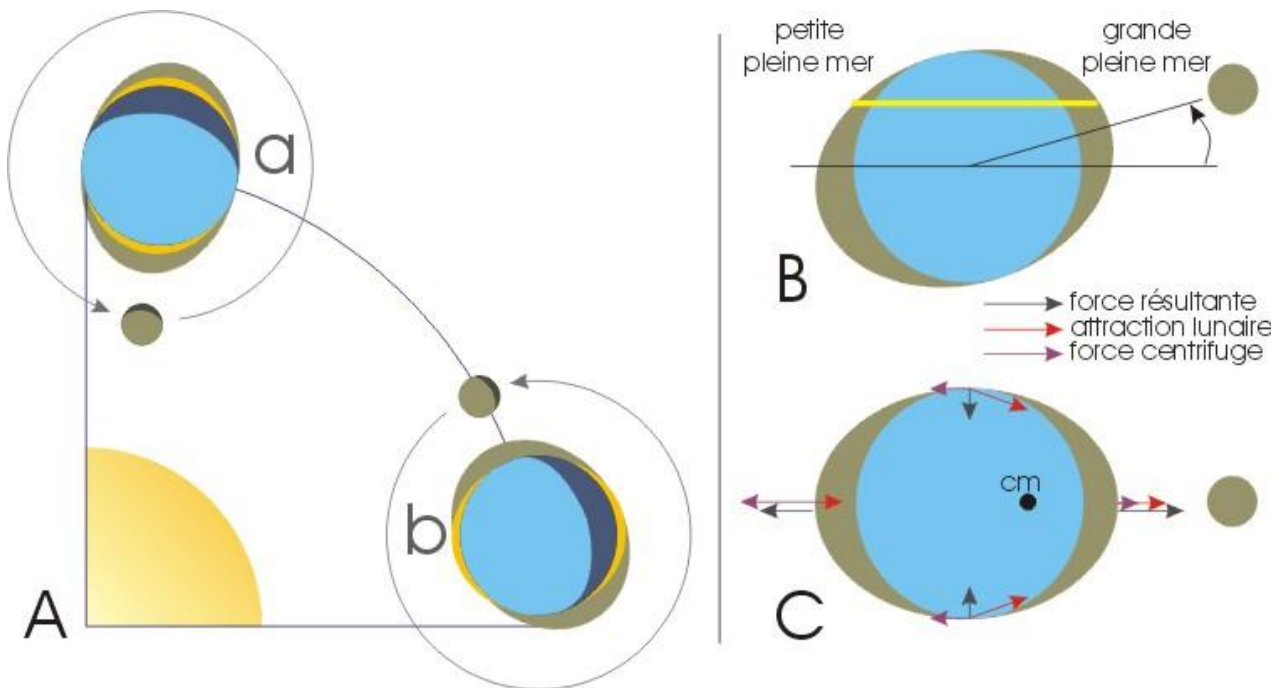 a
b
A
petite
pleine mer
grande
pleine mer
B
force résultante
attraction lunaire
force centrifuge
cm
C